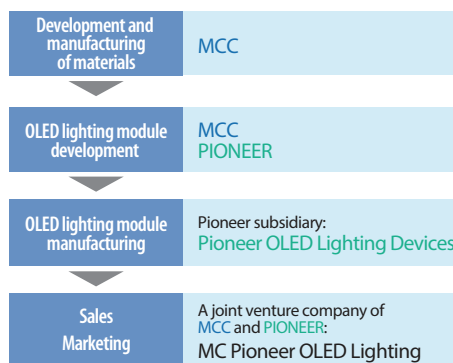 Development and
manufacturing
of materials
MCC
OLED lighting module
development
MCC
PIONEER
OLED lighting module
manufacturing
Pioneer subsidiary:
Pioneer OLED Lighting Devices
Sales
Marketing
A joint venture company of
MCC and PIONEER:
MC Pioneer OLED Lighting